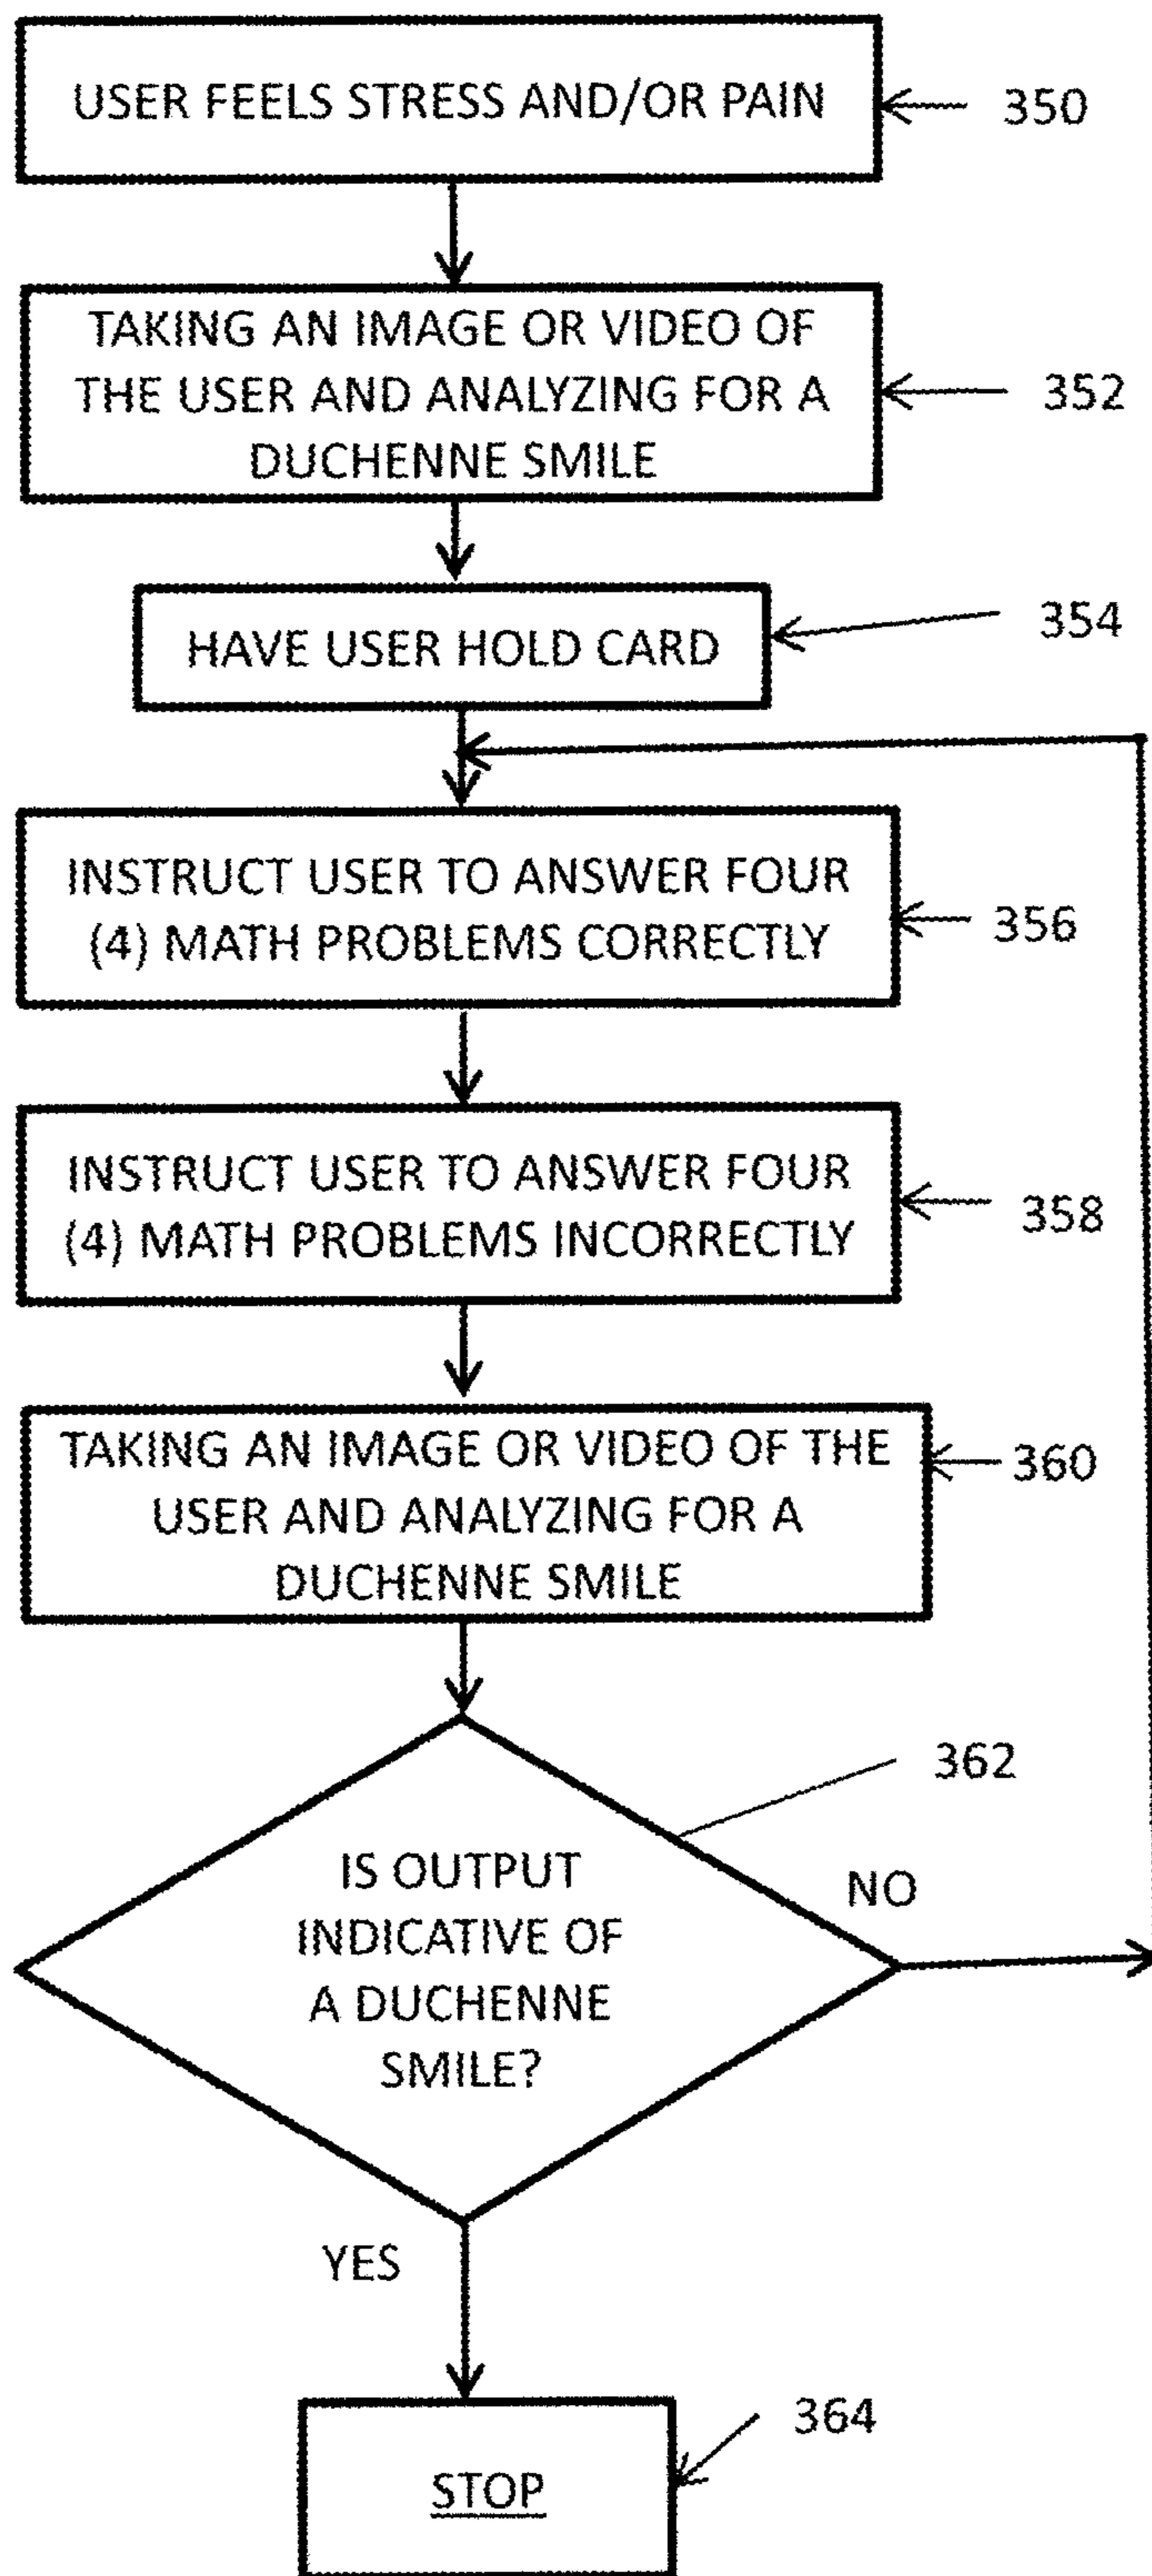 USER FEELS STRESS AND/OR PAIN
350
TAKING AN IMAGE OR VIDEO OF
THE USER AND ANALYZING FOR A
DUCHENNE SMILE
352
HAVE USER HOLD CARD
354
INSTRUCT USER TO ANSWER FOUR
(4) MATH PROBLEMS CORRECTLY
356
INSTRUCT USER TO ANSWER FOUR
(4) MATH PROBLEMS INCORRECTLY
358
TAKING AN IMAGE OR VIDEO OF THE
USER AND ANALYZING FOR A
DUCHENNE SMILE
360
362
IS OUTPUT
INDICATIVE OF
A DUCHENNE
SMILE?
NO
YES
364
STOP